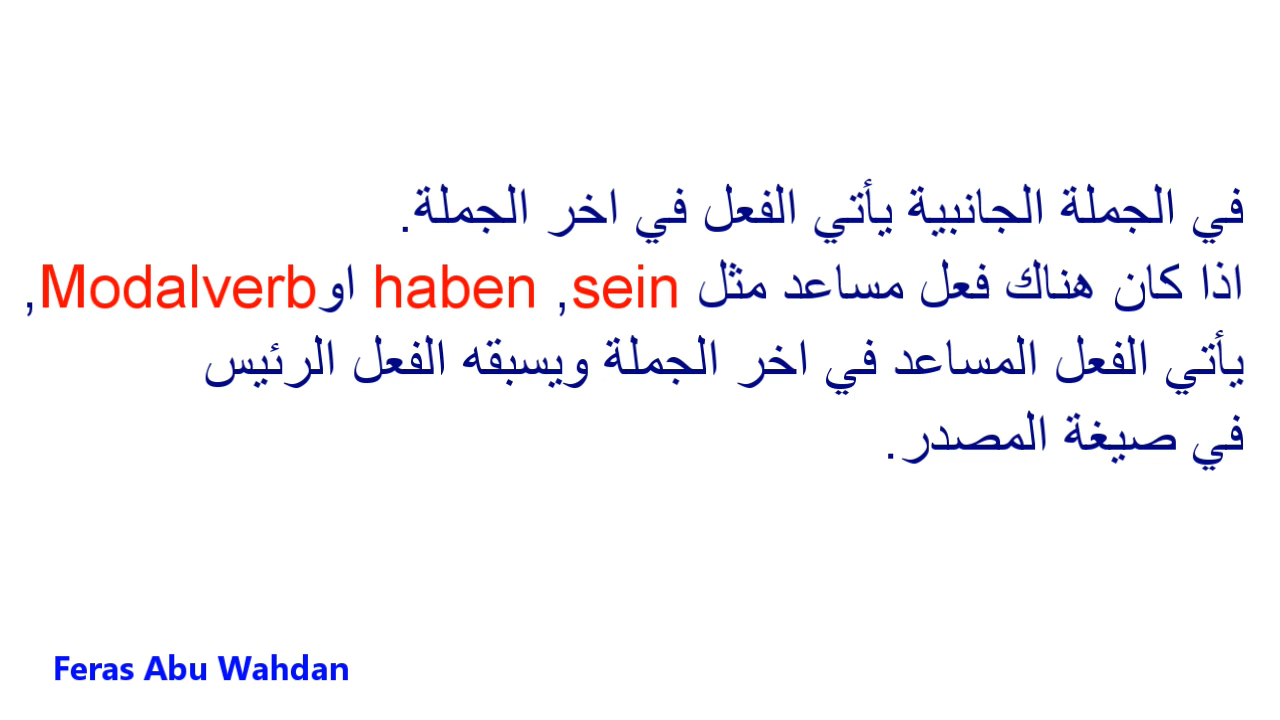 في الجملة الجانبية يأتي الفعل في اخر الجملة.
اذا كان هناك فعل مساعد مثل haben ,sein اوModalverb,
يأتي الفعل المساعد في اخر الجملة ويسبقه الفعل الرئيس
في صيغة المصدر.
Feras Abu Wahdan